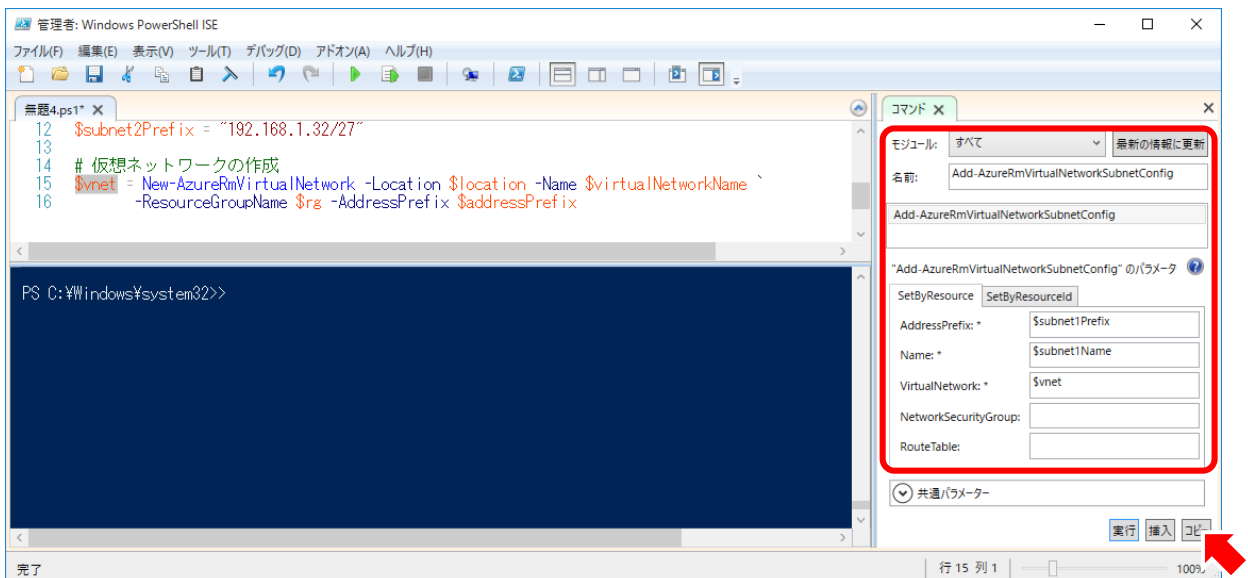 管理者: Windows PowerShell ISE
ファイル(F) 編集(E) 表示(V) ツール(T) デバッグ(D) アドオン(A) ヘルプ(H)
無題4.ps1* X
12 $subnet2Prefix = "192.168.1.32/27"
13
14 # 仮想ネットワークの作成
15 $vnet = New-AzureRmVirtualNetwork -Location $location -Name $virtualNetworkName `
16 -ResourceGroupName $rg -AddressPrefix $addressPrefix
PS C:¥Windows¥system32>>
コマンド X
モジュール: すべて 最新の情報に更新
名前: Add-AzureRmVirtualNetworkSubnetConfig
Add-AzureRmVirtualNetworkSubnetConfig
"Add-AzureRmVirtualNetworkSubnetConfig" のパラメータ
SetByResource SetByResourceId
AddressPrefix: * $subnet1Prefix
Name: * $subnet1Name
VirtualNetwork: * $vnet
NetworkSecurityGroup:
RouteTable:
共通パラメーター
実行 挿入 コピー
完了 行 15 列 1 100%